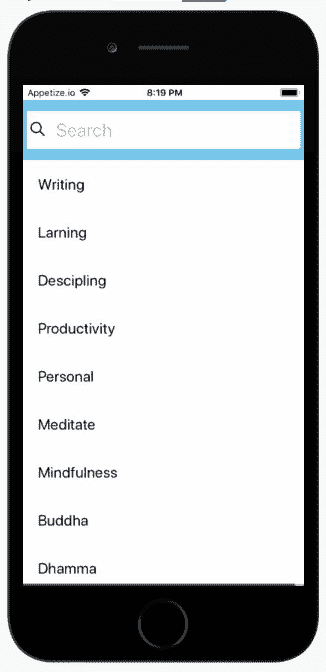 Appetize.io 8:19 PM
Search
Writing
Larning
Descipling
Productivity
Personal
Meditate
Mindfulness
Buddha
Dhamma